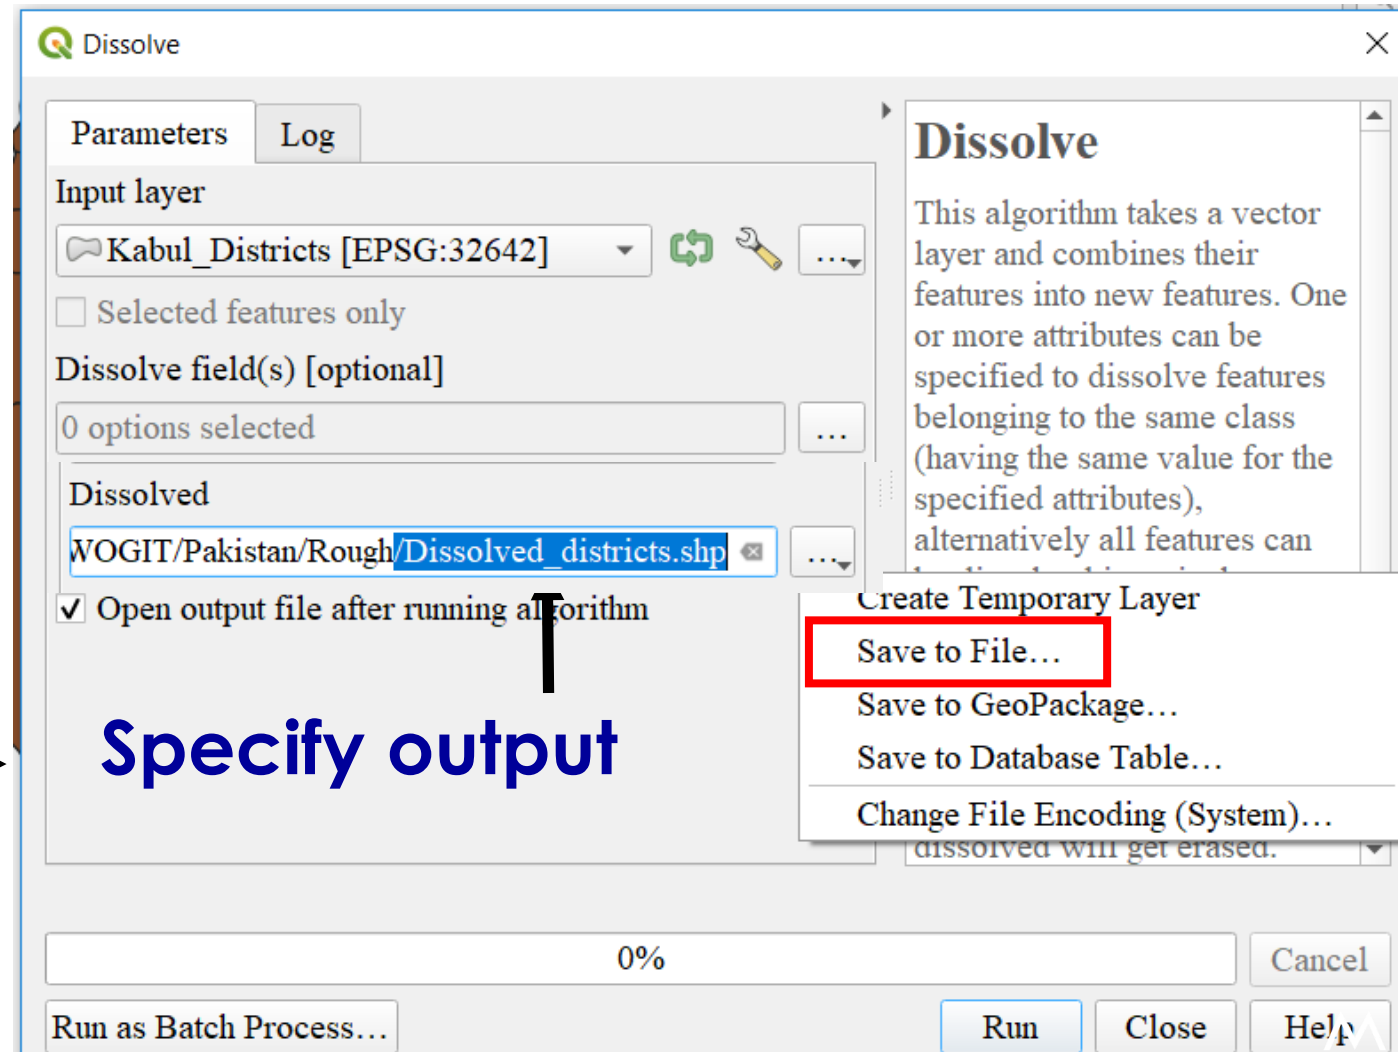 Dissolve
Parameters
Log
Input layer
Kabul_Districts [EPSG:32642]
...
Selected features only
Dissolve field(s) [optional]
0 options selected
...
Dissolved
WOGIT/Pakistan/Rough/Dissolved_districts.shp
...
Open output file after running algorithm
Specify output
Dissolve
This algorithm takes a vector
layer and combines their
features into new features. One
or more attributes can be
specified to dissolve features
belonging to the same class
(having the same value for the
specified attributes),
alternatively all features can
Create Temporary Layer
Save to File...
Save to GeoPackage...
Save to Database Table...
Change File Encoding (System)...
dissolved will get erased.
0%
Cancel
Run as Batch Process...
Run
Close
Help